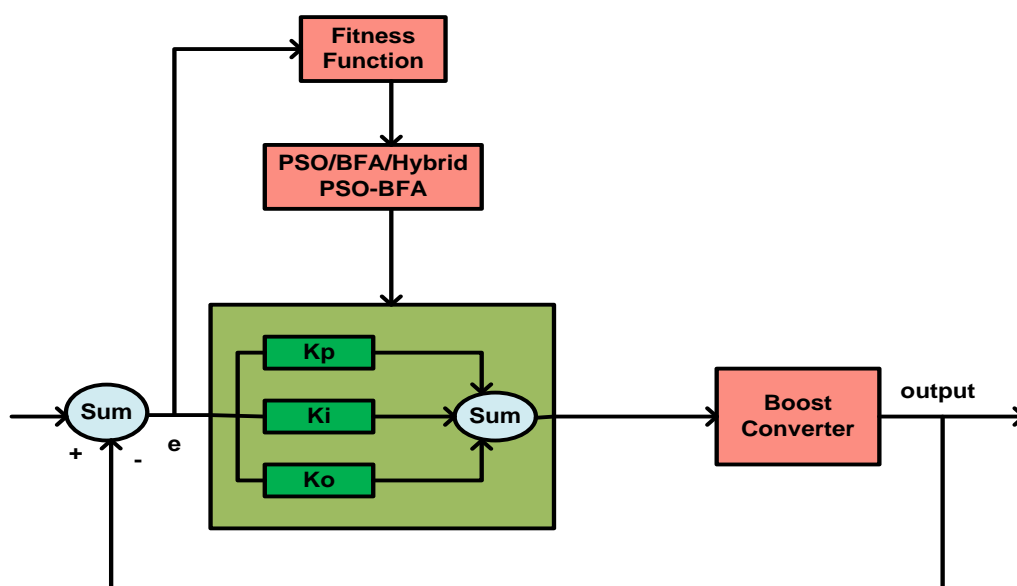 Fitness
Function
PSO/BFA/Hybrid
PSO-BFA
Kp
Ki
Ko
Sum
Sum
+
-
e
Boost
Converter
output